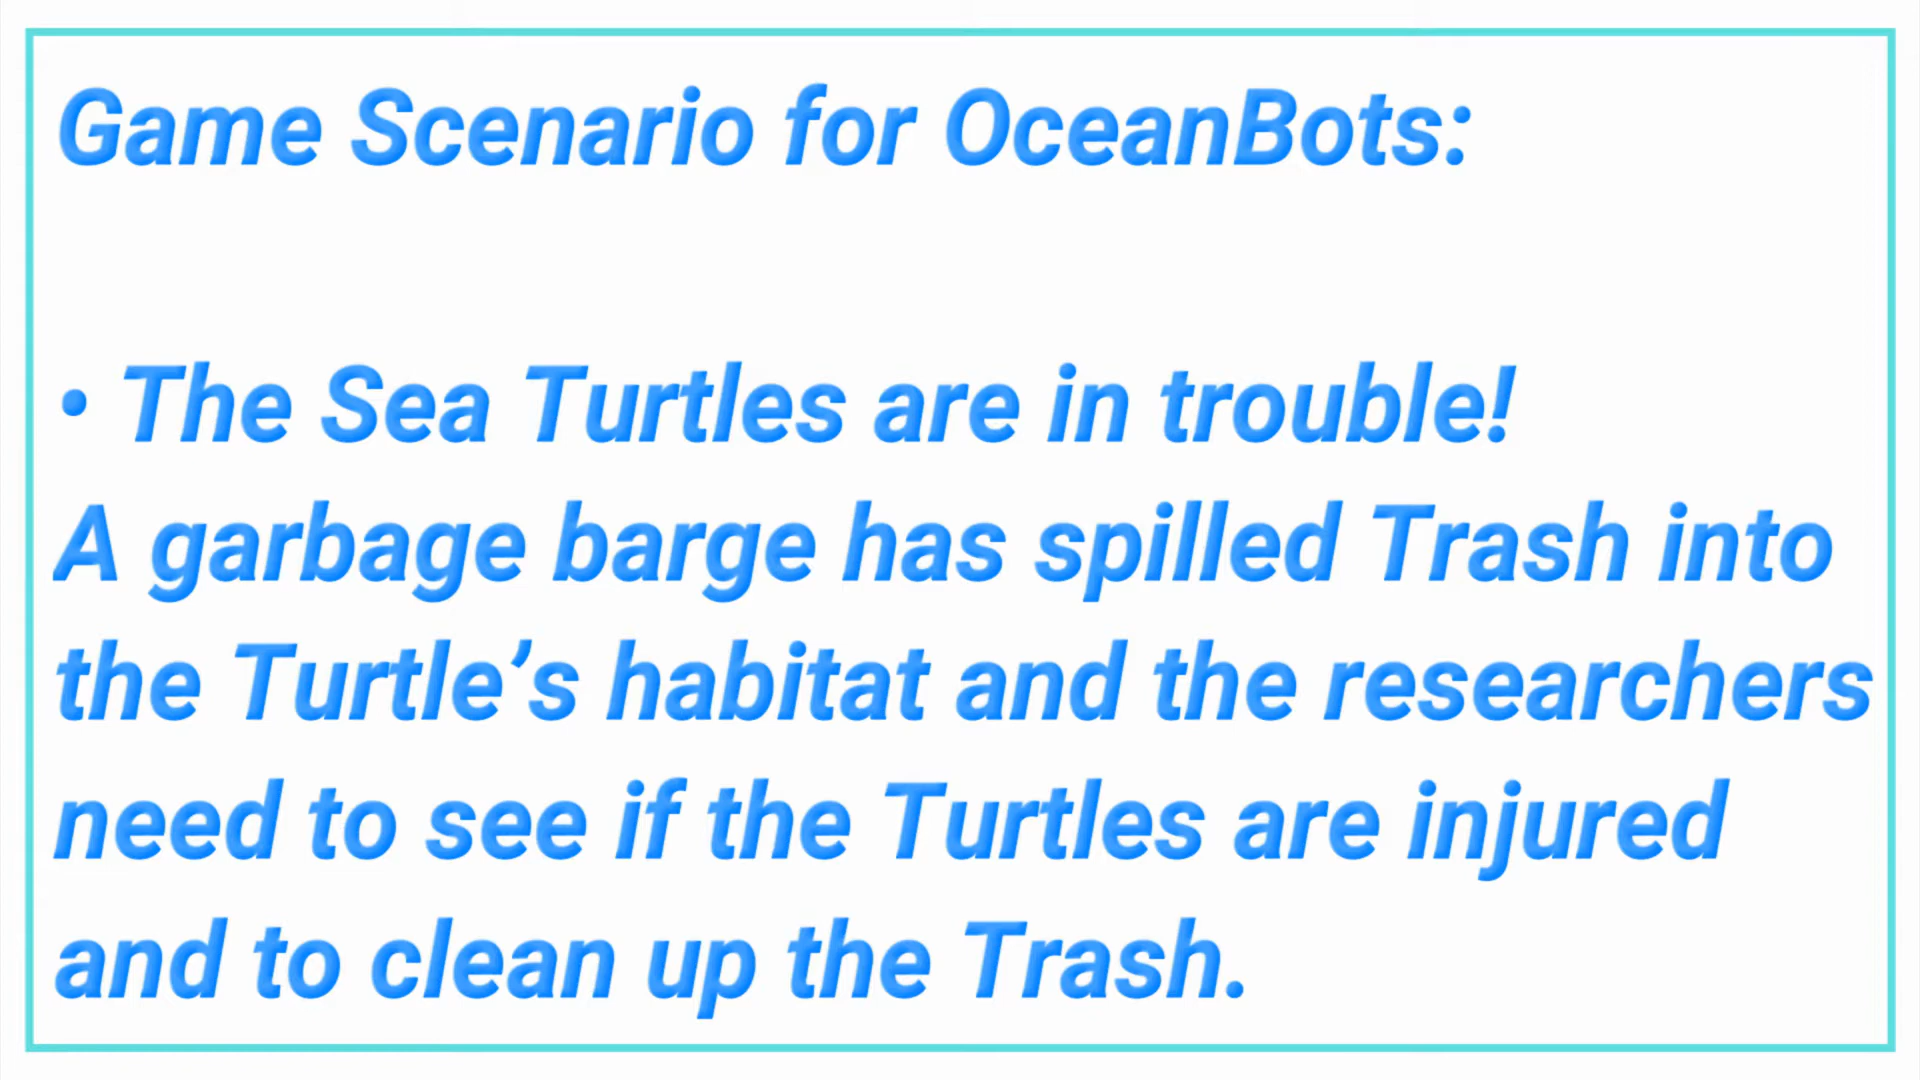 Game Scenario for OceanBots:
• The Sea Turtles are in trouble!
A garbage barge has spilled Trash into
the Turtle’s habitat and the researchers
need to see if the Turtles are injured
and to clean up the Trash.